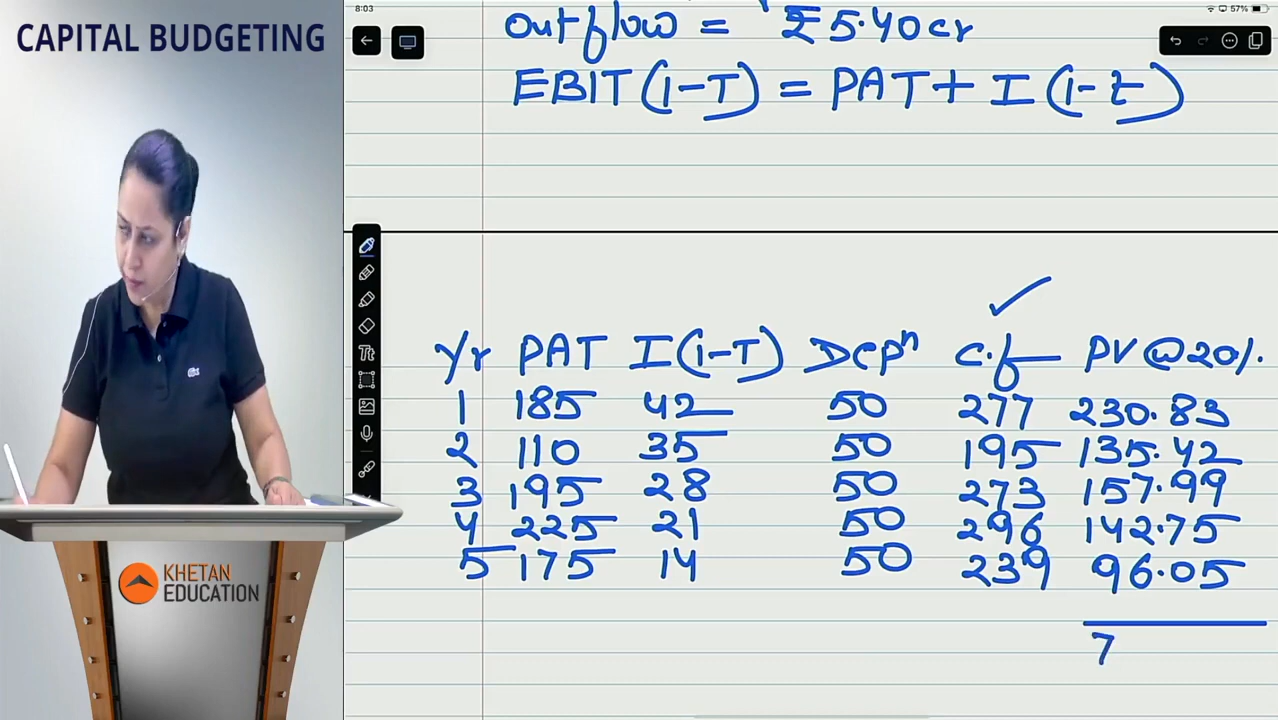 CAPITAL BUDGETING
8:03
57%
outflow = ₹5.40cr
EBIT(1-T) = PAT + I(1-t)
Tt
Yr PAT I(1-T) Depⁿ C.f PV@20%.
1 185 42 50 277 230.83
2 110 35 50 195 135.42
3 195 28 50 273 157.99
4 225 21 50 296 142.75
5 175 14 50 239 96.05
7
KHETAN
EDUCATION